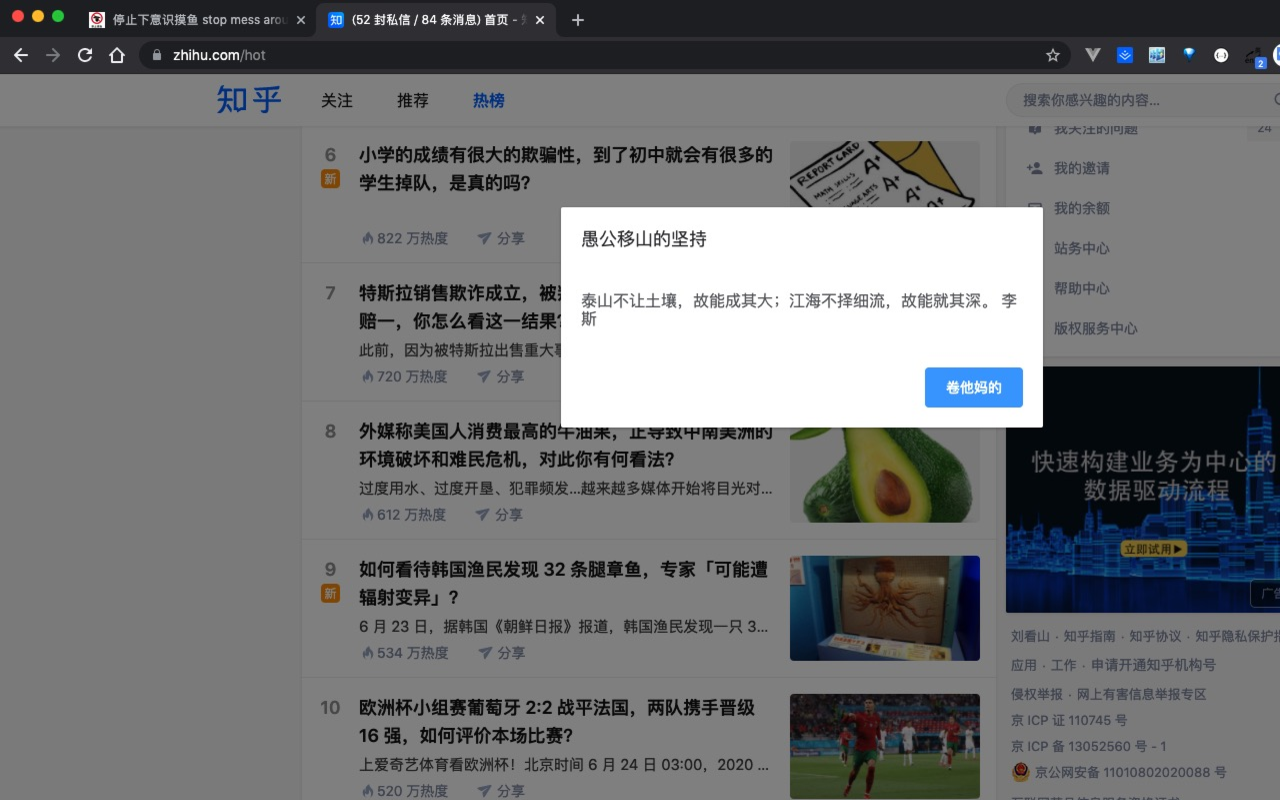 停止下意识摸鱼 stop mess arou
(52 封私信 / 84 条消息) 首页 -
zhihu.com/hot
2
知乎
关注
推荐
热榜
搜索你感兴趣的内容...
6
新
小学的成绩有很大的欺骗性，到了初中就会有很多的
学生掉队，是真的吗?
822 万热度 分享
REPORT CARD
MATH SKILLS
A+
A+
A+
A+
7
特斯拉销售欺诈成立，被
赔一，你怎么看这一结果?
此前，因为被特斯拉出售重大事
720 万热度 分享
8
外媒称美国人消费最高的牛油果，正导致中南美洲的
环境破坏和难民危机，对此你有何看法?
过度用水、过度开垦、犯罪频发...越来越多媒体开始将目光对...
612 万热度 分享
9
新
如何看待韩国渔民发现 32 条腿章鱼，专家「可能遭
辐射变异」?
6 月 23 日，据韩国《朝鲜日报》报道，韩国渔民发现一只 3...
534 万热度 分享
10
欧洲杯小组赛葡萄牙 2:2 战平法国，两队携手晋级
16 强，如何评价本场比赛?
上爱奇艺体育看欧洲杯！北京时间 6 月 24 日 03:00，2020 ...
520 万热度 分享
愚公移山的坚持
泰山不让土壤，故能成其大；江海不择细流，故能就其深。 李
斯
卷他妈的
我关注的问题 24
我的邀请
我的余额
站务中心
帮助中心
版权服务中心
快速构建业务为中心的
数据驱动流程
立即试用▶
广告
刘看山 · 知乎指南 · 知乎协议 · 知乎隐私保护指
应用 · 工作 · 申请开通知乎机构号
侵权举报 · 网上有害信息举报专区
京 ICP 证 110745 号
京 ICP 备 13052560 号 - 1
京公网安备 11010802020088 号